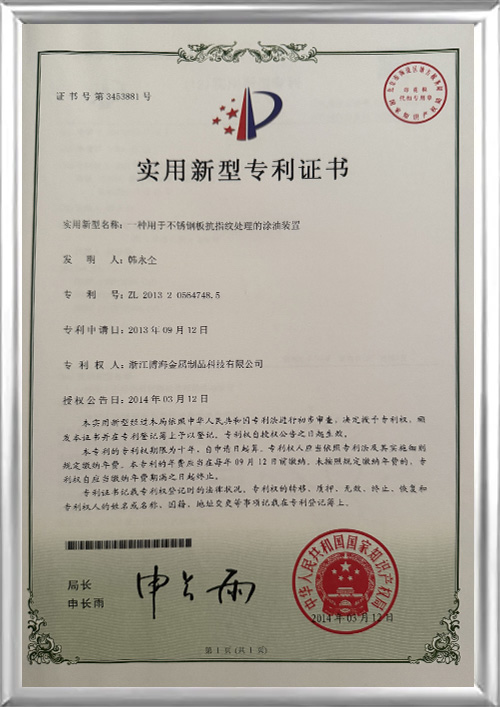 证书号第3453881号
实用新型专利证书
实用新型名称：一种用于不锈钢板抗指纹处理的涂油装置
发明人：韩永仝
专利号：ZL 2013 2 0564748.5
专利申请日：2013年09月12日
专利权人：浙江博海金属制品科技有限公司
授权公告日：2014年03月12日
本实用新型经过本局依照中华人民共和国专利法进行初步审查，决定授予专利权，颁
发本证书并在专利登记簿上予以登记。专利权自授权公告之日起生效。
本专利的专利权期限为十年，自申请日起算。专利权人应当依照专利法及其实施细则
规定缴纳年费。本专利的年费应当在每年09月12日前缴纳。未按照规定缴纳年费的，专
利权自应当缴纳年费期满之日起终止。
专利证书记载专利权登记时的法律状况。专利权的转移、质押、无效、终止、恢复和
专利权人的姓名或名称、国籍、地址变更等事项记载在专利登记簿上。
局长
申长雨
申长雨
中华人民共和国国家知识产权局
2014年03月12日
第1页(共1页)